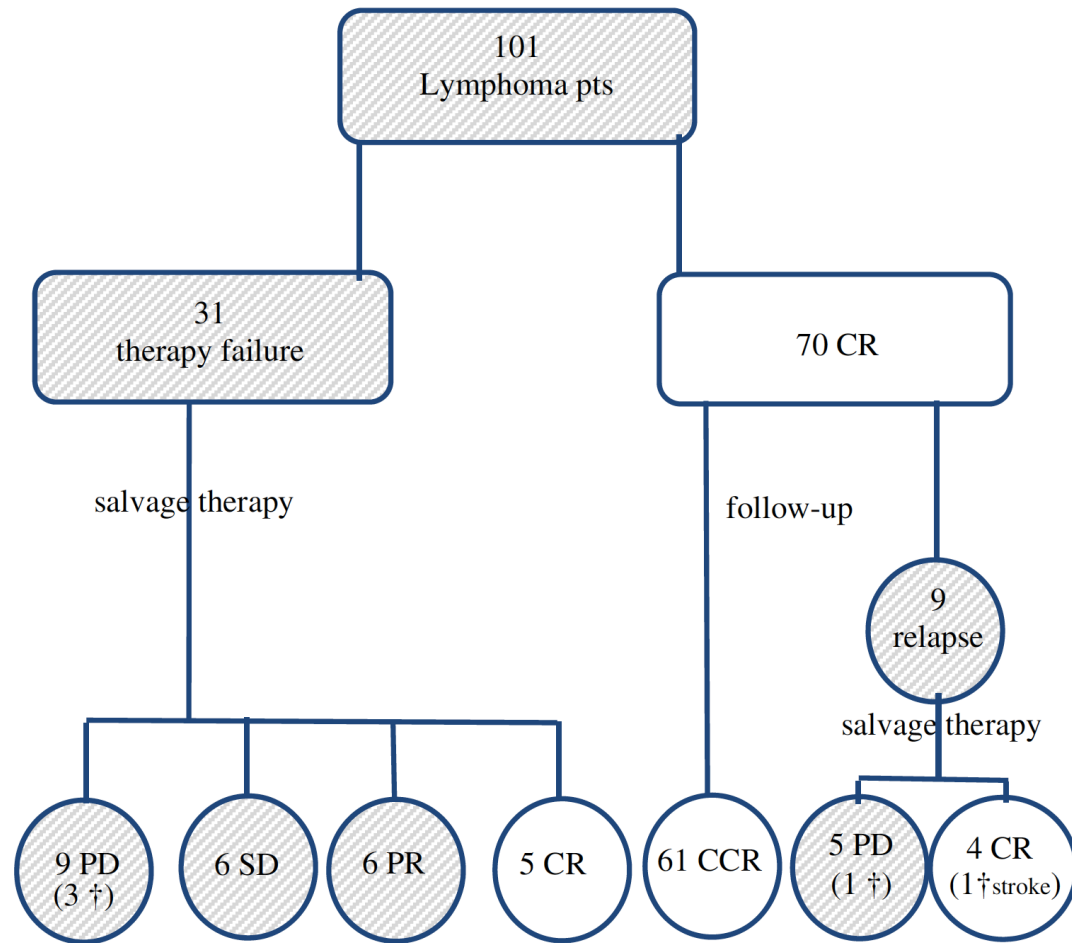 101
Lymphoma pts
31
therapy failure
70 CR
salvage therapy
follow-up
9
relapse
salvage therapy
9 PD
(3 †)
6 SD
6 PR
5 CR
61 CCR
5 PD
(1 †)
4 CR
(1†stroke)